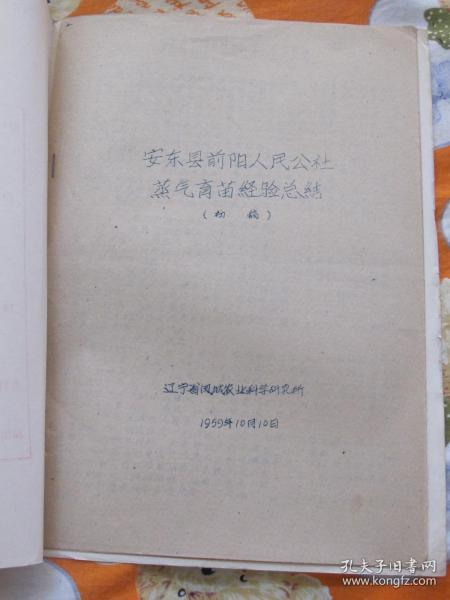 安东县前阳人民公社
蒸气育苗経验总結
(初稿)
辽宁省凤城农业科学研究所
1959年10月10日
孔夫子旧书网
www.kongfz.com